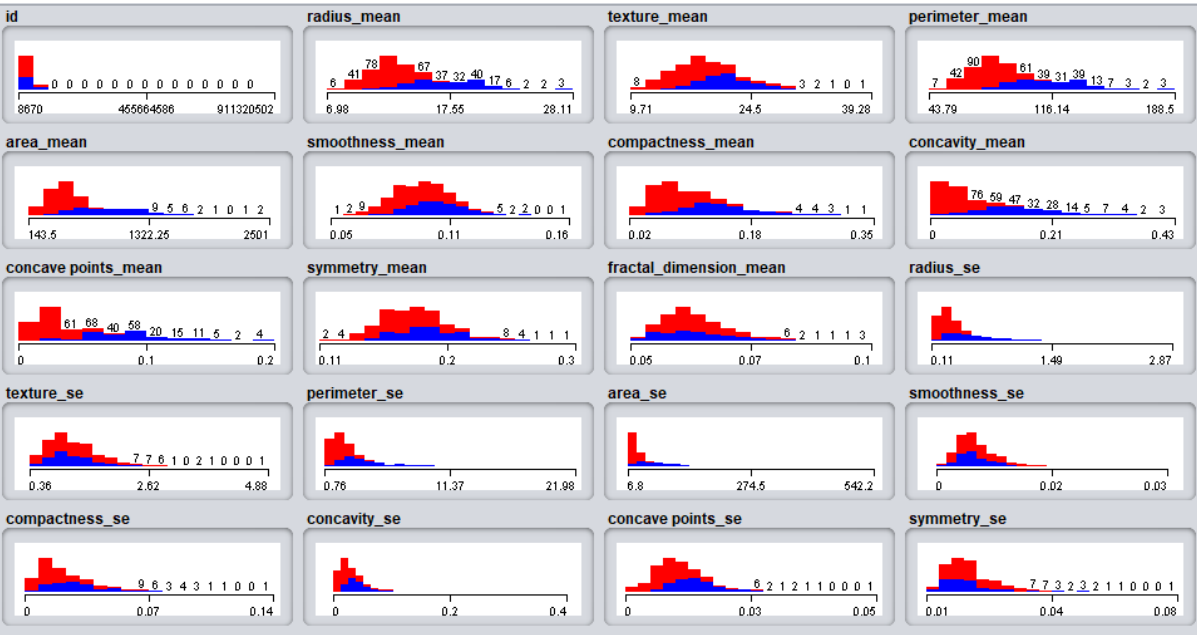 id radius_mean texture_mean perimeter_mean
0 0 0 0 0 0 0 0 0 0 0 0 0 0
6 41 78 67 37 32 40 17 6 2 2 3
8 3 2 1 0 1
7 42 90 61 39 31 39 13 7 3 2 3
8670 455664586 911320502
6.98 17.55 28.11
9.71 24.5 39.28
43.79 116.14 188.5
area_mean smoothness_mean compactness_mean concavity_mean
9 5 6 2 1 0 1 2
1 2 9 5 2 2 0 0 1
4 4 3 1 1
76 59 47 32 28 14 5 7 4 2 3
143.5 1322.25 2501
0.05 0.11 0.16
0.02 0.18 0.35
0 0.21 0.43
concave points_mean symmetry_mean fractal_dimension_mean radius_se
61 68 40 58 20 15 11 5 2 4
2 4 8 4 1 1 1
6 2 1 1 1 3
0 0.1 0.2
0.11 0.2 0.3
0.05 0.07 0.1
0.11 1.49 2.87
texture_se perimeter_se area_se smoothness_se
7 7 6 1 0 2 1 0 0 0 1
0.36 2.62 4.88
0.76 11.37 21.98
6.8 274.5 542.2
0 0.02 0.03
compactness_se concavity_se concave points_se symmetry_se
9 6 3 4 3 1 1 0 0 1
6 2 1 2 1 1 0 0 0 1
7 7 3 2 3 2 1 1 0 0 0 1
0 0.07 0.14
0 0.2 0.4
0 0.03 0.05
0.01 0.04 0.08